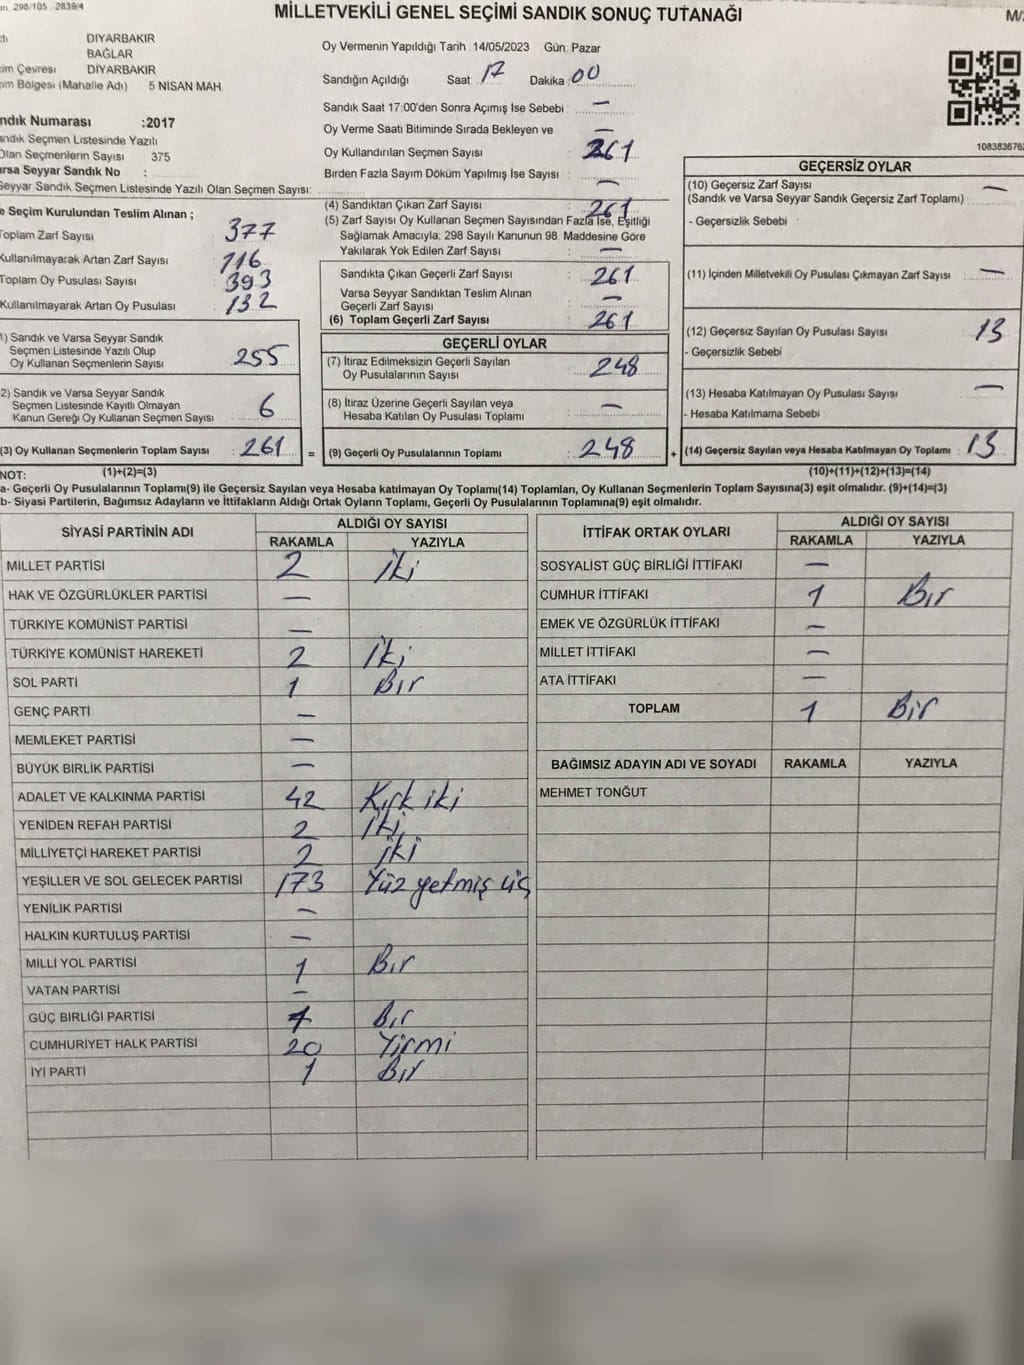 298/105 2839/4
MİLLETVEKİLİ GENEL SEÇİMİ SANDIK SONUÇ TUTANAĞI
DİYARBAKIR
BAĞLAR
Çevresi DİYARBAKIR
Bölgesi (Mahalle Adı) 5 NİSAN MAH.
ndık Numarası :2017
ndık Seçmen Listesinde Yazılı
Olan Seçmenlerin Sayısı : 375
arsa Seyyar Sandık No :
Seyyar Sandık Seçmen Listesinde Yazılı Olan Seçmen Sayısı:
Oy Vermenin Yapıldığı Tarih :14/05/2023 Gün: Pazar
Sandığın Açıldığı Saat: 17 Dakika: 00
Sandık Saat 17:00'den Sonra Açımış İse Sebebi : —
Oy Verme Saati Bitiminde Sırada Bekleyen ve —
Oy Kullandırılan Seçmen Sayısı : 261
Birden Fazla Sayım Döküm Yapılmış İse Sayısı : —
(4) Sandıktan Çıkan Zarf Sayısı : 261
(5) Zarf Sayısı Oy Kullanan Seçmen Sayısından Fazla İse, Eşitliği
Sağlamak Amacıyla, 298 Sayılı Kanunun 98. Maddesine Göre
Yakılarak Yok Edilen Zarf Sayısı : —
e Seçim Kurulundan Teslim Alınan ;
Toplam Zarf Sayısı 377
Kullanılmayarak Artan Zarf Sayısı : 116
Toplam Oy Pusulası Sayısı 393
Kullanılmayarak Artan Oy Pusulası : 132
1) Sandık ve Varsa Seyyar Sandık
Seçmen Listesinde Yazılı Olup
Oy Kullanan Seçmenlerin Sayısı : 255
2) Sandık ve Varsa Seyyar Sandık
Seçmen Listesinde Kayıtlı Olmayan
Kanun Gereği Oy Kullanan Seçmen Sayısı : 6
(3) Oy Kullanan Seçmenlerin Toplam Sayısı : 261 =
Sandıkta Çıkan Geçerli Zarf Sayısı : 261
Varsa Seyyar Sandıktan Teslim Alınan
Geçerli Zarf Sayısı : —
(6) Toplam Geçerli Zarf Sayısı : 261
GEÇERLİ OYLAR
(7) İtiraz Edilmeksizin Geçerli Sayılan
Oy Pusulalarının Sayısı : 248
(8) İtiraz Üzerine Geçerli Sayılan veya
Hesaba Katılan Oy Pusulası Toplamı : —
(9) Geçerli Oy Pusulalarının Toplamı : 248 +
GEÇERSİZ OYLAR
(10) Geçersiz Zarf Sayısı —
(Sandık ve Varsa Seyyar Sandık Geçersiz Zarf Toplamı) :
- Geçersizlik Sebebi :
(11) İçinden Milletvekili Oy Pusulası Çıkmayan Zarf Sayısı : —
(12) Geçersiz Sayılan Oy Pusulası Sayısı : 13
- Geçersizlik Sebebi :
(13) Hesaba Katılmayan Oy Pusulası Sayısı : —
- Hesaba Katılmama Sebebi :
(14) Geçersiz Sayılan veya Hesaba Katılmayan Oy Toplamı : 13
NOT: (1)+(2)=(3) (10)+(11)+(12)+(13)=(14)
a- Geçerli Oy Pusulalarının Toplamı(9) ile Geçersiz Sayılan veya Hesaba katılmayan Oy Toplamı(14) Toplamları, Oy Kullanan Seçmenlerin Toplam Sayısına(3) eşit olmalıdır. (9)+(14)=(3)
b- Siyasi Partilerin, Bağımsız Adayların ve İttifakların Aldığı Ortak Oyların Toplamı, Geçerli Oy Pusulalarının Toplamına(9) eşit olmalıdır.
SİYASİ PARTİNİN ADI ALDIĞI OY SAYISI
RAKAMLA YAZIYLA
MİLLET PARTİSİ 2 iki
HAK VE ÖZGÜRLÜKLER PARTİSİ —
TÜRKİYE KOMÜNİST PARTİSİ —
TÜRKİYE KOMÜNİST HAREKETİ 2 iki
SOL PARTİ 1 Bir
GENÇ PARTİ —
MEMLEKET PARTİSİ —
BÜYÜK BİRLİK PARTİSİ —
ADALET VE KALKINMA PARTİSİ 42 Kırk iki
YENİDEN REFAH PARTİSİ 2 iki
MİLLİYETÇİ HAREKET PARTİSİ 2 iki
YEŞİLLER VE SOL GELECEK PARTİSİ 173 Yüz yetmiş üç
YENİLİK PARTİSİ —
HALKIN KURTULUŞ PARTİSİ —
MİLLİ YOL PARTİSİ 1 Bir
VATAN PARTİSİ —
GÜÇ BİRLİĞİ PARTİSİ 1 Bir
CUMHURİYET HALK PARTİSİ 20 Yirmi
İYİ PARTİ 1 Bir
İTTİFAK ORTAK OYLARI ALDIĞI OY SAYISI
RAKAMLA YAZIYLA
SOSYALİST GÜÇ BİRLİĞİ İTTİFAKI —
CUMHUR İTTİFAKI 1 Bir
EMEK VE ÖZGÜRLÜK İTTİFAKI —
MİLLET İTTİFAKI —
ATA İTTİFAKI —
TOPLAM 1 Bir
BAĞIMSIZ ADAYIN ADI VE SOYADI RAKAMLA YAZIYLA
MEHMET TONĞUT